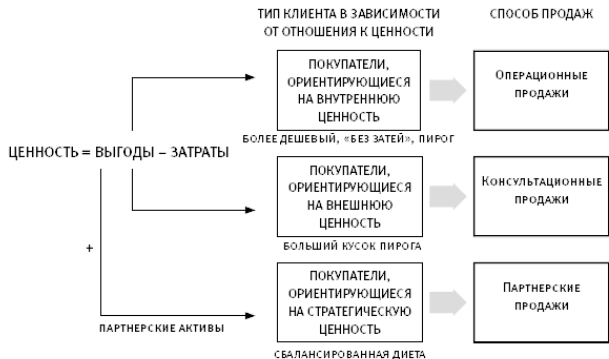 ТИП КЛИЕНТА В ЗАВИСИМОСТИ
ОТ ОТНОШЕНИЯ К ЦЕННОСТИ
СПОСОБ ПРОДАЖ
ПОКУПАТЕЛИ,
ОРИЕНТИРУЮЩИЕСЯ
НА ВНУТРЕННЮЮ
ЦЕННОСТЬ
ОПЕРАЦИОННЫЕ
ПРОДАЖИ
БОЛЕЕ ДЕШЕВЫЙ, «БЕЗ ЗАТЕЙ», ПИРОГ
ЦЕННОСТЬ = ВЫГОДЫ – ЗАТРАТЫ
ПОКУПАТЕЛИ,
ОРИЕНТИРУЮЩИЕСЯ
НА ВНЕШНЮЮ
ЦЕННОСТЬ
КОНСУЛЬТАЦИОННЫЕ
ПРОДАЖИ
БОЛЬШИЙ КУСОК ПИРОГА
+
ПОКУПАТЕЛИ,
ОРИЕНТИРУЮЩИЕСЯ
НА СТРАТЕГИЧЕСКУЮ
ЦЕННОСТЬ
ПАРТНЕРСКИЕ
ПРОДАЖИ
ПАРТНЕРСКИЕ АКТИВЫ
СБАЛАНСИРОВАННАЯ ДИЕТА